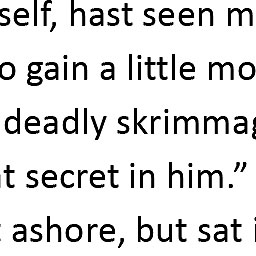 self, hast seen m
o gain a little mo
deadly skrimmag
t secret in him.”
t ashore, but sat i